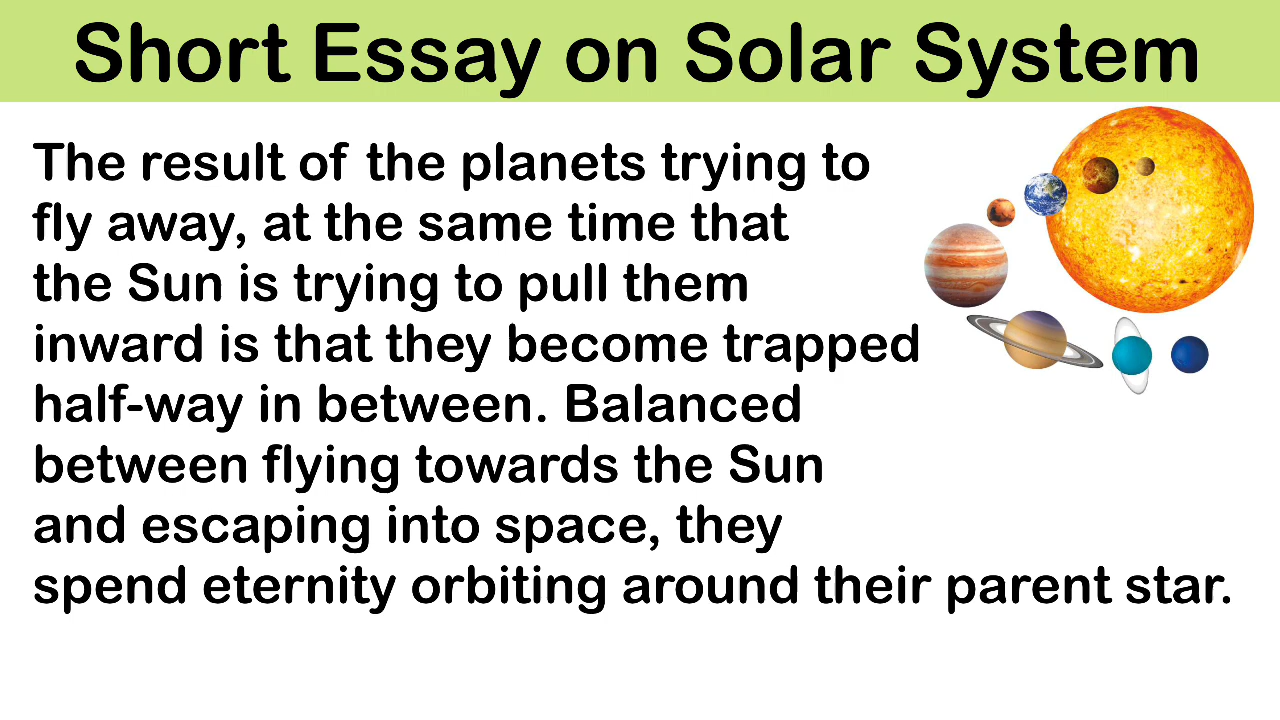 Short Essay on Solar System
The result of the planets trying to
fly away, at the same time that
the Sun is trying to pull them
inward is that they become trapped
half-way in between. Balanced
between flying towards the Sun
and escaping into space, they
spend eternity orbiting around their parent star.